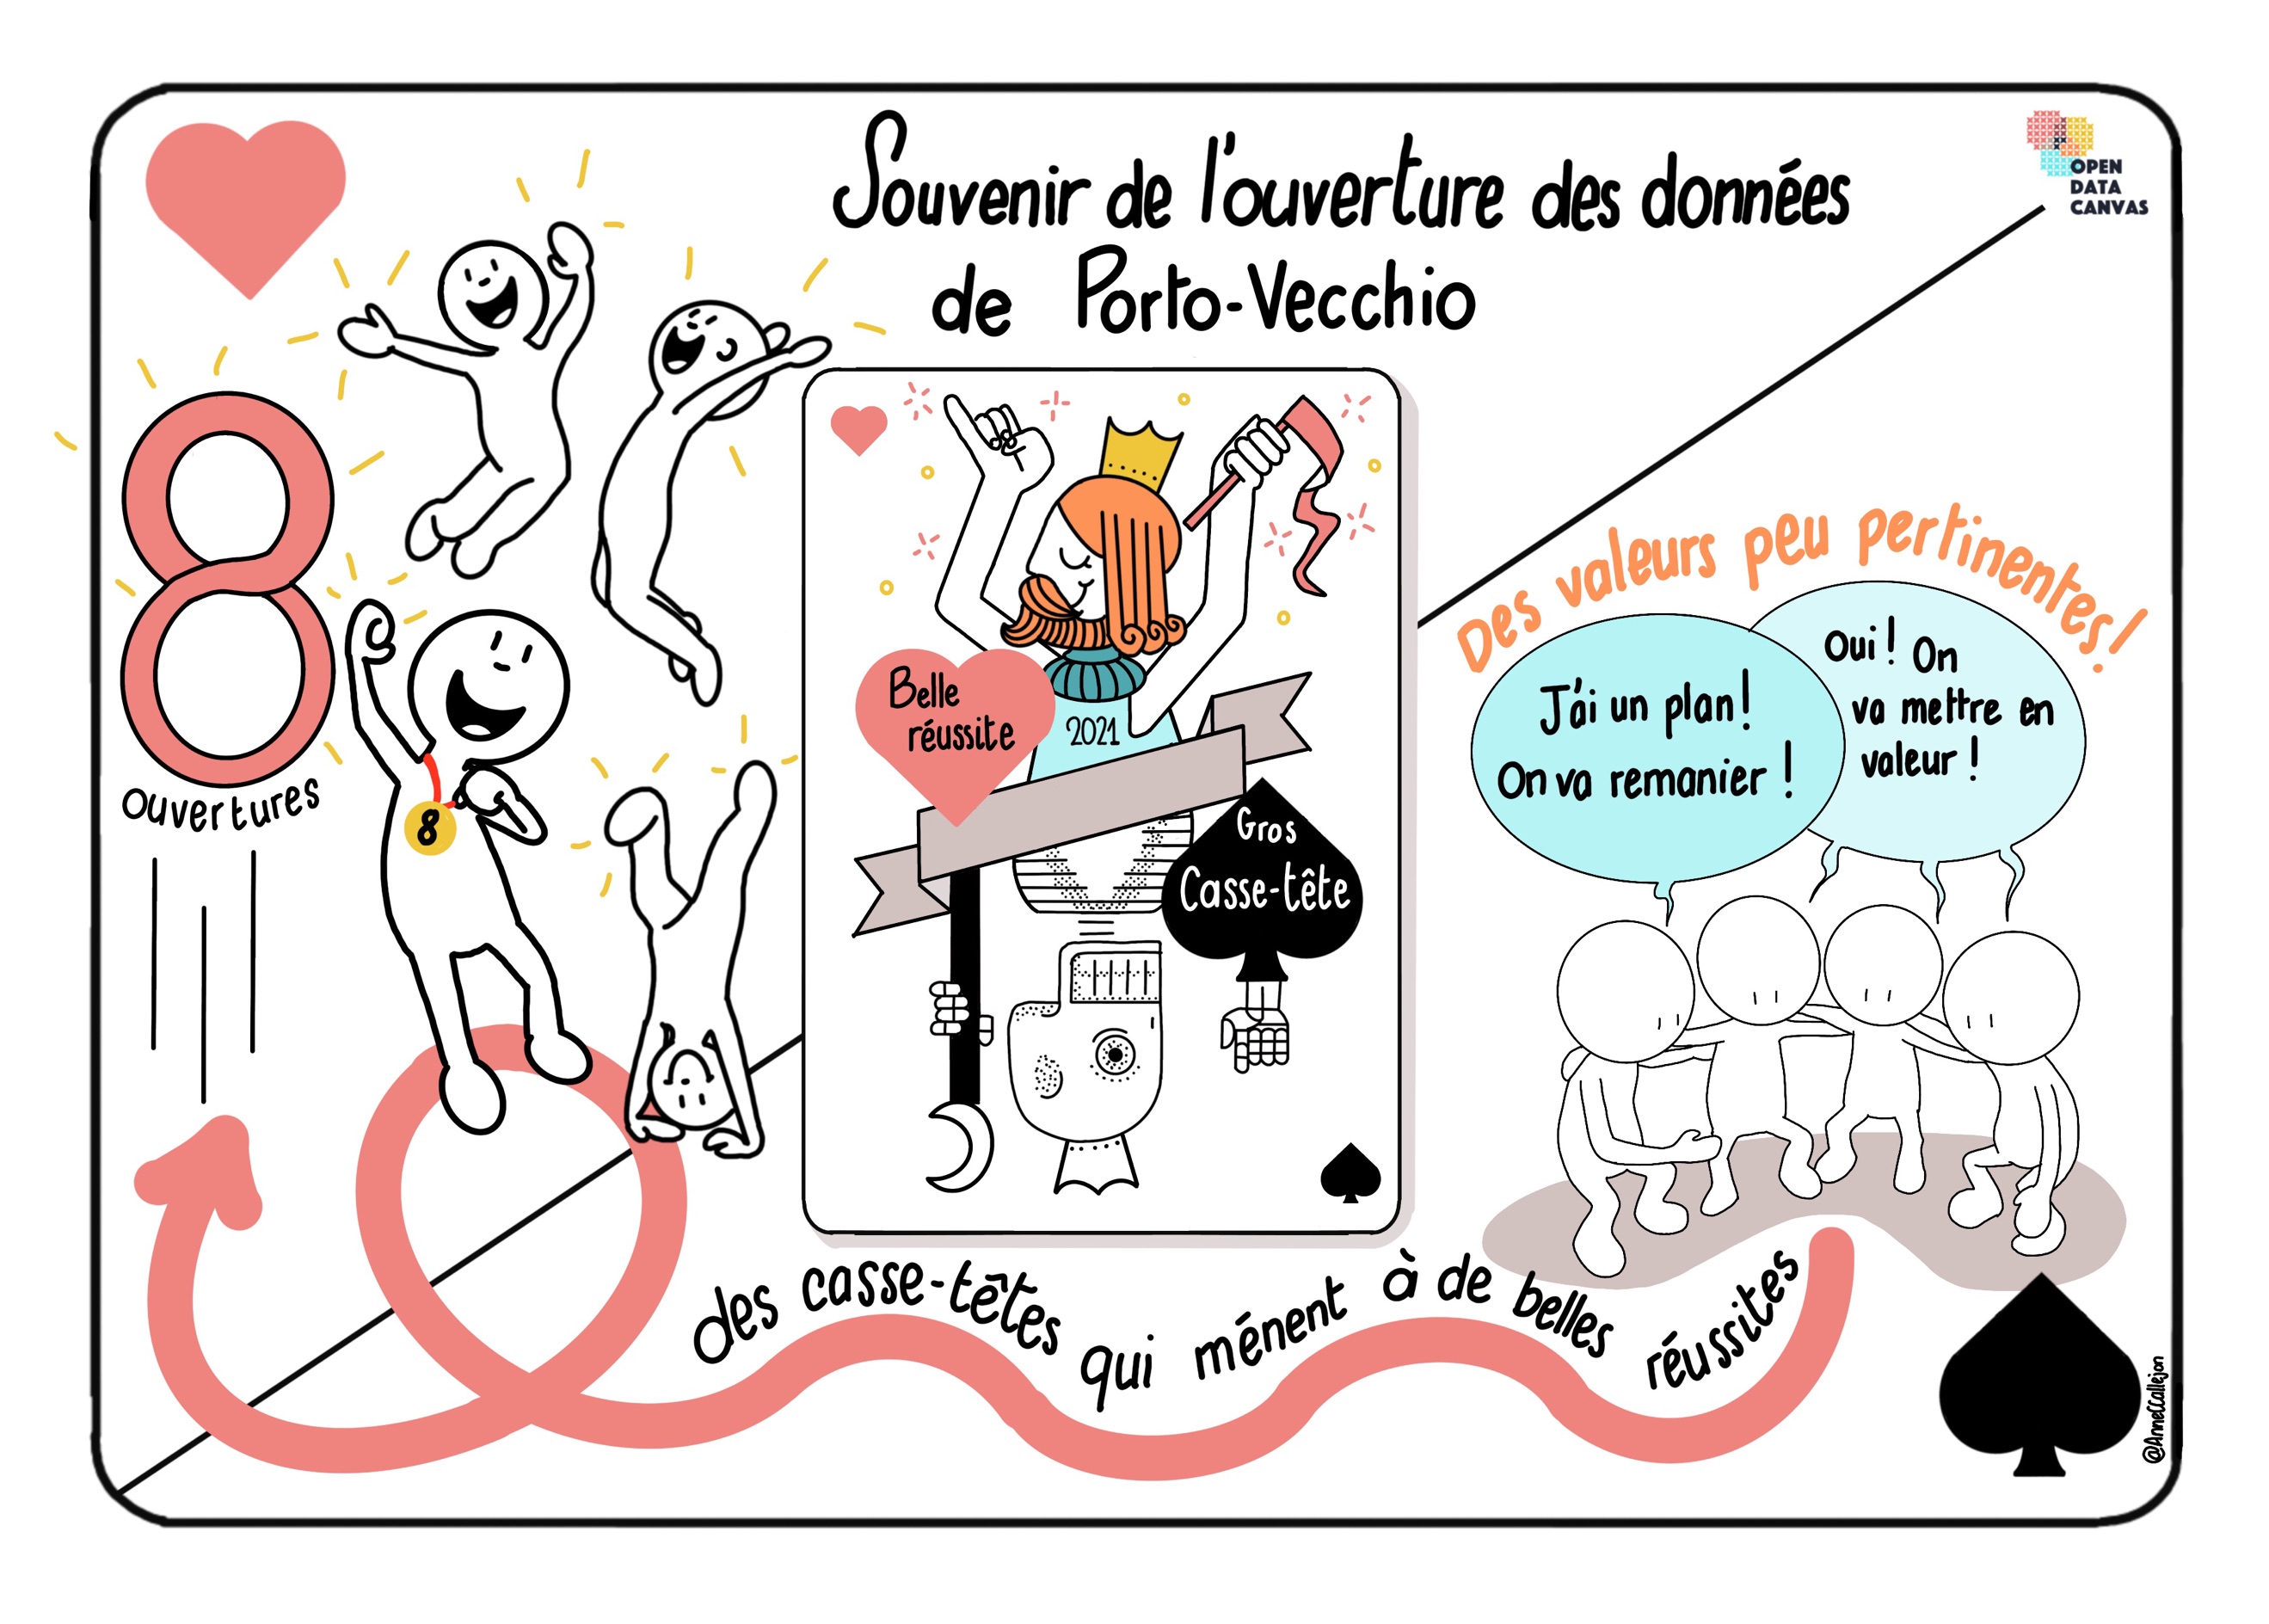 Souvenir de l'ouverture des données
de Porto-Vecchio
OPEN
DATA
CANVAS
8
ouvertures
8
Belle
réussite
2021
Gros
Casse-tête
Des valeurs peu pertinentes!
J'ai un plan!
On va remanier !
Oui! On
va mettre en
valeur !
des casse-têtes qui ménent à de belles réussites
@AnneCCallejon